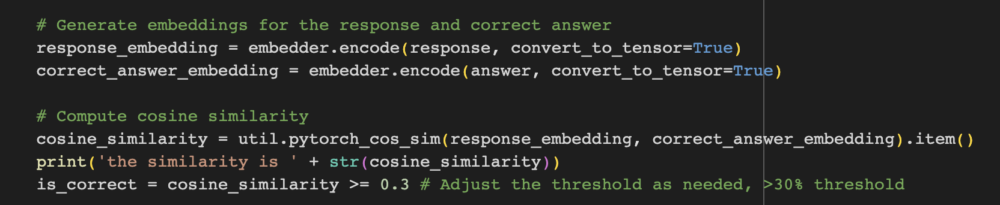 # Generate embeddings for the response and correct answer
response_embedding = embedder.encode(response, convert_to_tensor=True)
correct_answer_embedding = embedder.encode(answer, convert_to_tensor=True)
# Compute cosine similarity
cosine_similarity = util.pytorch_cos_sim(response_embedding, correct_answer_embedding).item()
print('the similarity is ' + str(cosine_similarity))
is_correct = cosine_similarity >= 0.3 # Adjust the threshold as needed, >30% threshold